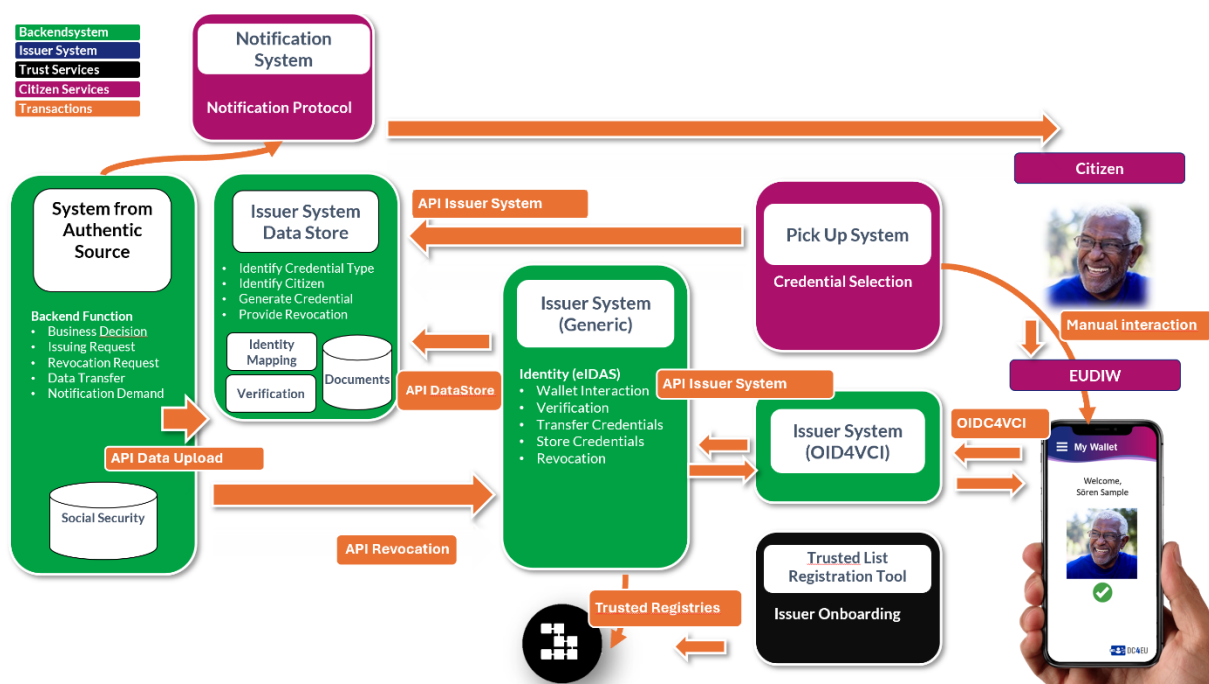 Backendsystem
Issuer System
Trust Services
Citizen Services
Transactions
Notification
System
Notification Protocol
Citizen
System from
Authentic
Source
Backend Function
• Business Decision
• Issuing Request
• Revocation Request
• Data Transfer
• Notification Demand
API Data Upload
Social Security
Issuer System
Data Store
• Identify Credential Type
• Identify Citizen
• Generate Credential
• Provide Revocation
Identity
Mapping
Verification
Documents
API Issuer System
API DataStore
API Revocation
Issuer System
(Generic)
Identity (eIDAS)
• Wallet Interaction
• Verification
• Transfer Credentials
• Store Credentials
• Revocation
Pick Up System
Credential Selection
API Issuer System
Issuer System
(OID4VCI)
Trusted List
Registration Tool
Issuer Onboarding
Trusted Registries
Manual interaction
EUDIW
OIDC4VCI
My Wallet
Welcome,
Sören Sample
DC4EU